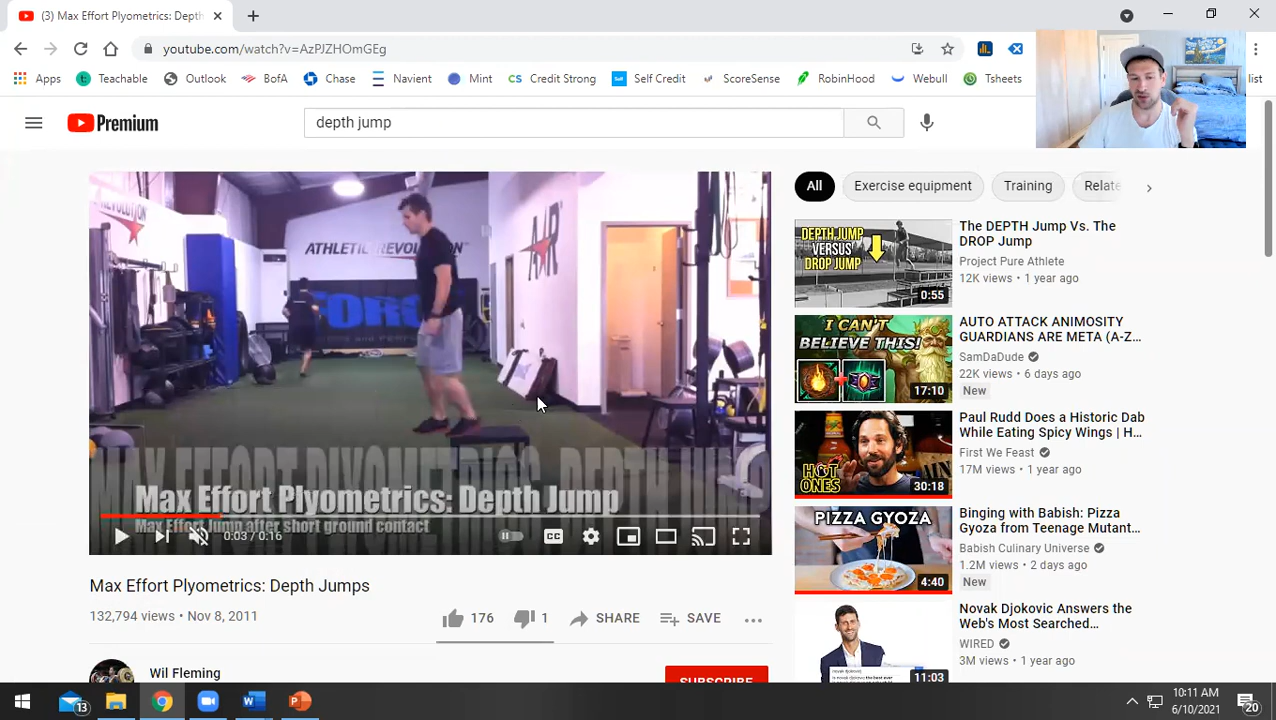 (3) Max Effort Plyometrics: Depth
youtube.com/watch?v=AzPJZHOmGEg
Apps Teachable Outlook BofA Chase Navient Mint CS Credit Strong Self Self Credit ScoreSense RobinHood Webull Tsheets list
Premium
depth jump
All Exercise equipment Training Relate
ATHLETIC REVOLUTION
Max Effort Plyometrics: Depth Jump
Max Effort Jump after short ground contact
0:03 / 0:16
CC
Max Effort Plyometrics: Depth Jumps
132,794 views • Nov 8, 2011
176 1 SHARE SAVE
Wil Fleming
SUBSCRIBE
DEPTH JUMP
VERSUS
DROP JUMP
0:55
The DEPTH Jump Vs. The
DROP Jump
Project Pure Athlete
12K views • 1 year ago
I CAN'T
BELIEVE THIS!
17:10
AUTO ATTACK ANIMOSITY
GUARDIANS ARE META (A-Z...
SamDaDude
22K views • 6 days ago
New
HOT
ONES
30:18
Paul Rudd Does a Historic Dab
While Eating Spicy Wings | H...
First We Feast
17M views • 1 year ago
PIZZA GYOZA
4:40
Binging with Babish: Pizza
Gyoza from Teenage Mutant...
Babish Culinary Universe
1.2M views • 2 days ago
New
11:03
Novak Djokovic Answers the
Web's Most Searched...
WIRED
3M views • 1 year ago
13
10:11 AM
6/10/2021
20